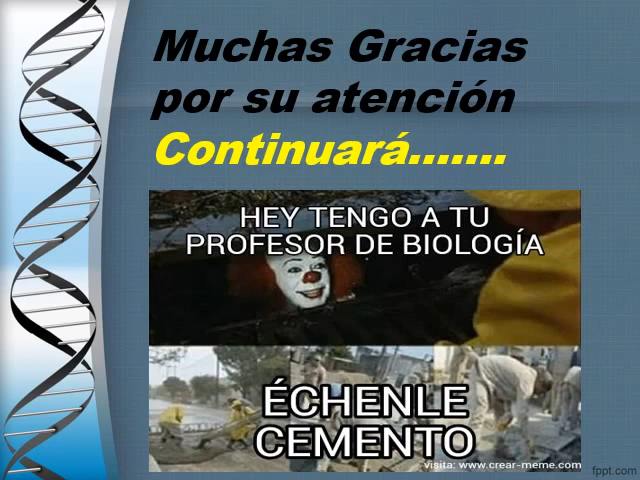 Muchas Gracias
por su atención
Continuará.......
HEY TENGO A TU
PROFESOR DE BIOLOGÍA
ÉCHENLE
CEMENTO
visita: www.crear-meme.com
fppt.com